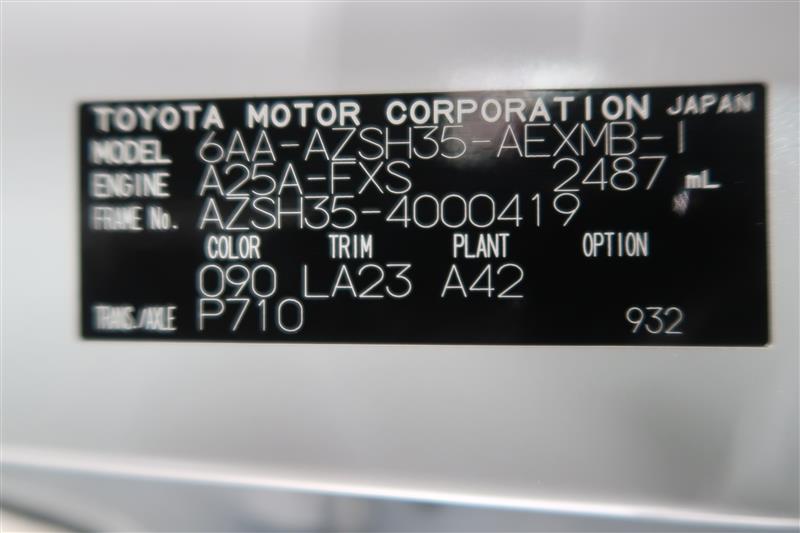 TOYOTA MOTOR CORPORATION JAPAN
MODEL 6AA-AZSH35-AEXMB-I
ENGINE A25A-FXS 2487 mL
FRAME No. AZSH35-4000419
COLOR TRIM PLANT OPTION
090 LA23 A42
TRANS./AXLE P710 932